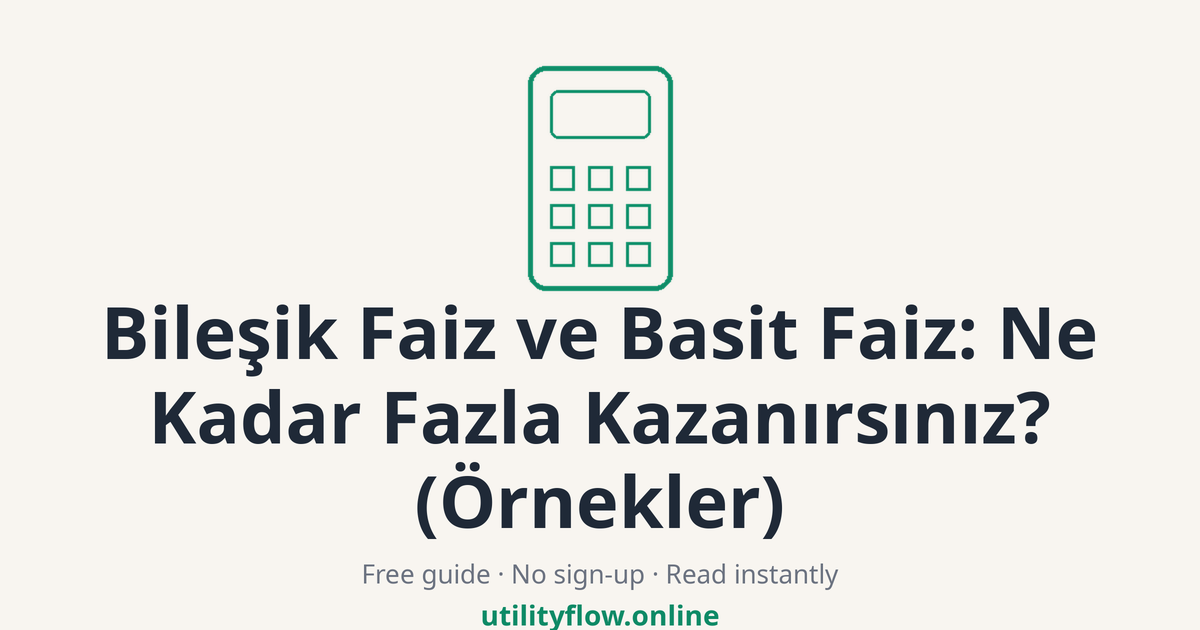 Bileşik Faiz ve Basit Faiz: Ne
Kadar Fazla Kazanırsınız?
(Örnekler)
Free guide · No sign-up · Read instantly
utilityflow.online